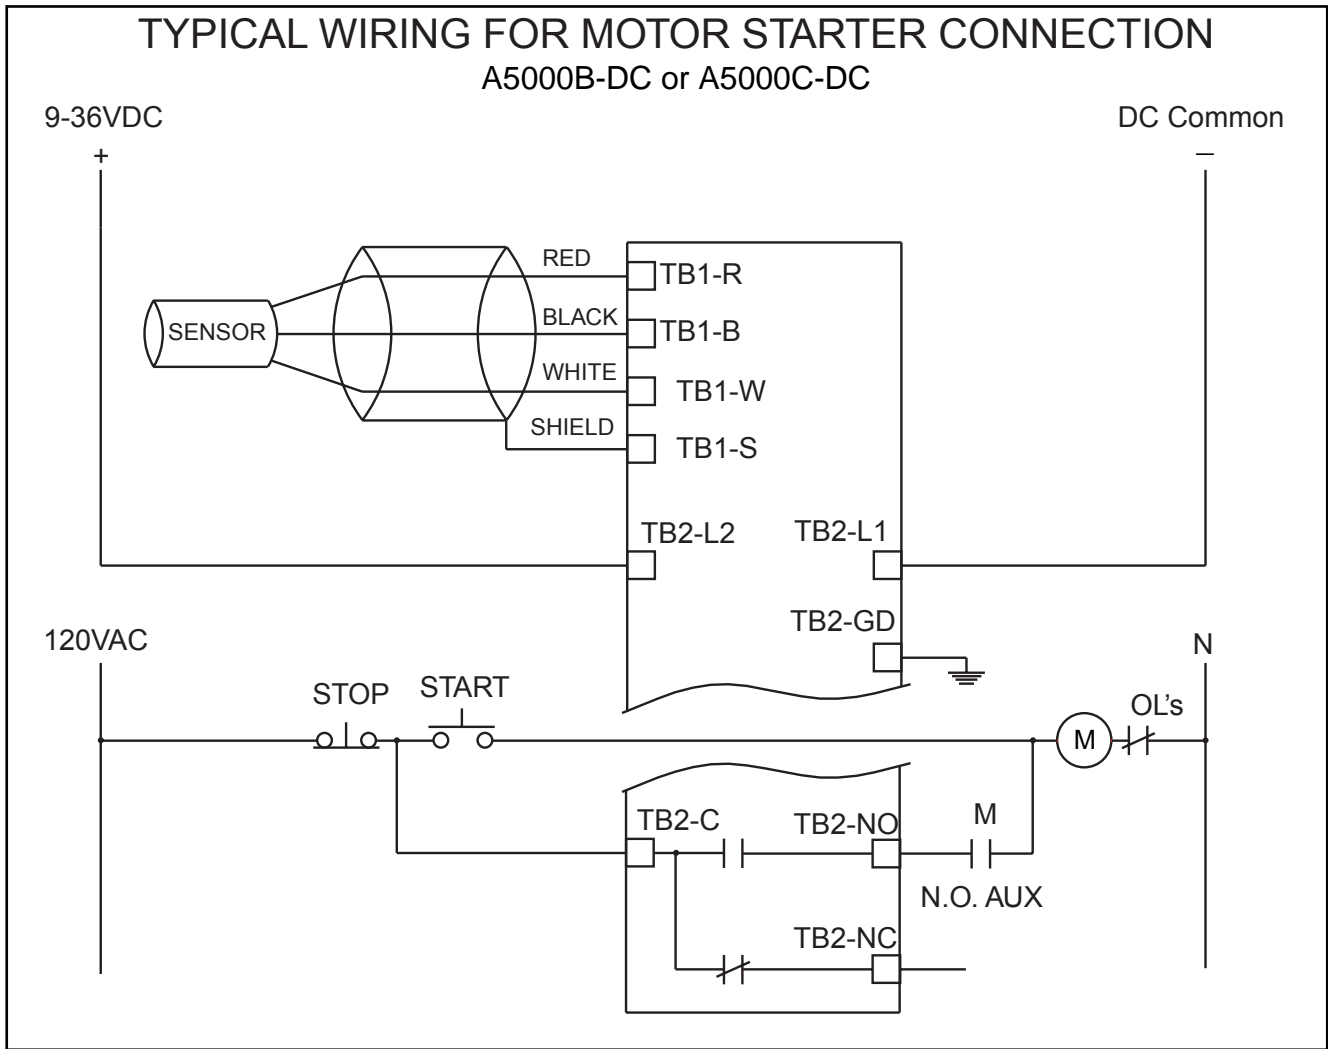 TYPICAL WIRING FOR MOTOR STARTER CONNECTION
A5000B-DC or A5000C-DC
9-36VDC
DC Common
+
–
RED
TB1-R
SENSOR
BLACK
TB1-B
WHITE
TB1-W
SHIELD
TB1-S
TB2-L2
TB2-L1
TB2-GD
120VAC
N
STOP
START
OL's
M
TB2-C
TB2-NO
M
N.O. AUX
TB2-NC